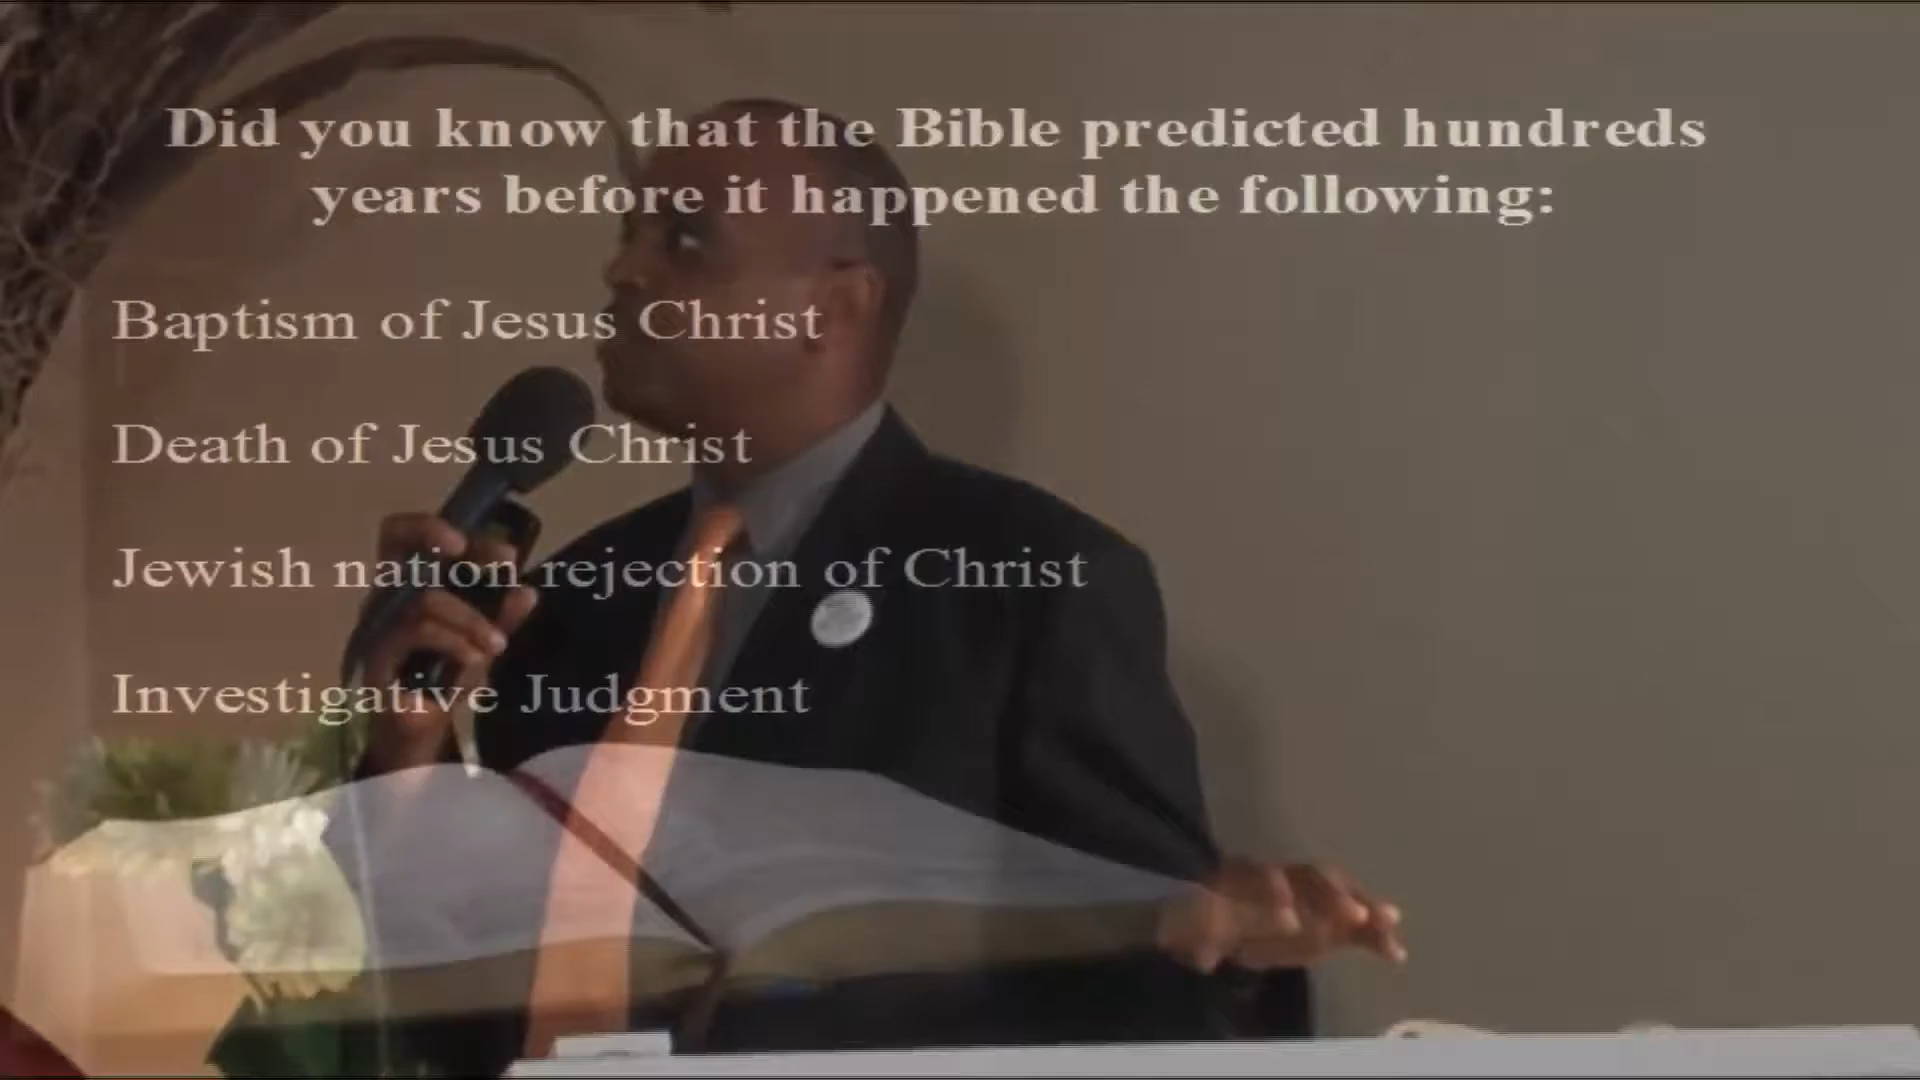 Did you know that the Bible predicted hundreds
years before it happened the following:
Baptism of Jesus Christ
Death of Jesus Christ
Jewish nation rejection of Christ
Investigative Judgment